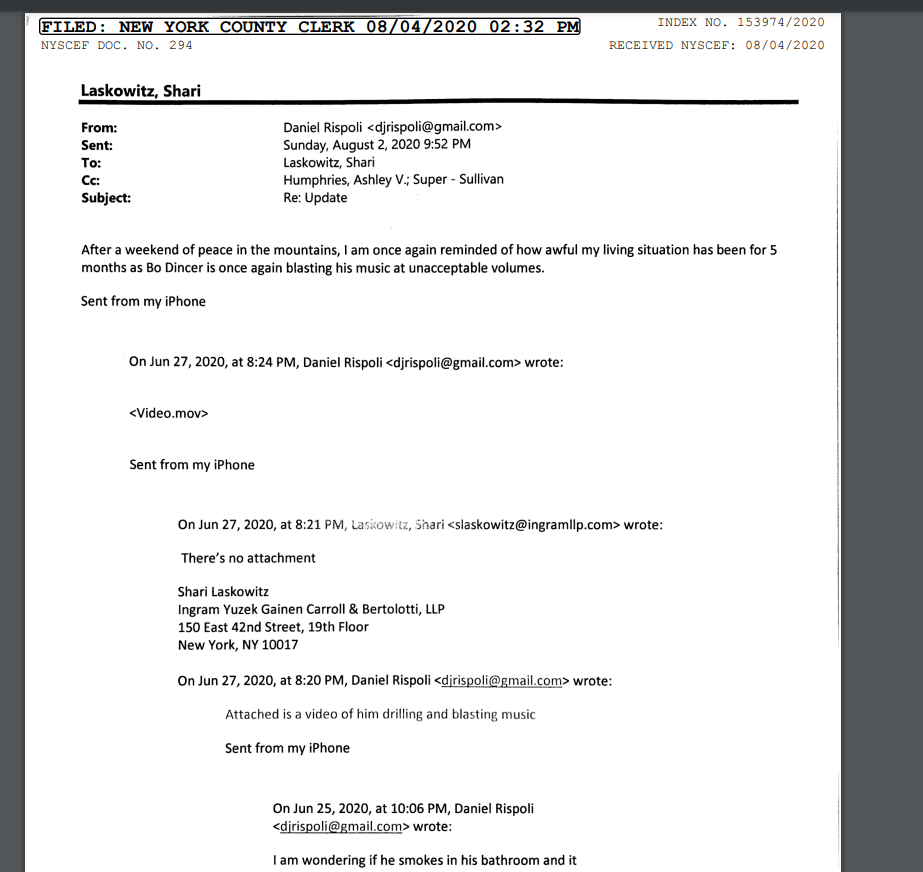 FILED: NEW YORK COUNTY CLERK 08/04/2020 02:32 PM
INDEX NO. 153974/2020
NYSCEF DOC. NO. 294
RECEIVED NYSCEF: 08/04/2020
Laskowitz, Shari
From: Daniel Rispoli <djrispoli@gmail.com>
Sent: Sunday, August 2, 2020 9:52 PM
To: Laskowitz, Shari
Cc: Humphries, Ashley V.; Super - Sullivan
Subject: Re: Update
After a weekend of peace in the mountains, I am once again reminded of how awful my living situation has been for 5
months as Bo Dincer is once again blasting his music at unacceptable volumes.
Sent from my iPhone
On Jun 27, 2020, at 8:24 PM, Daniel Rispoli <djrispoli@gmail.com> wrote:
<Video.mov>
Sent from my iPhone
On Jun 27, 2020, at 8:21 PM, Laskowitz, Shari <slaskowitz@ingramllp.com> wrote:
There's no attachment
Shari Laskowitz
Ingram Yuzek Gainen Carroll & Bertolotti, LLP
150 East 42nd Street, 19th Floor
New York, NY 10017
On Jun 27, 2020, at 8:20 PM, Daniel Rispoli <djrispoli@gmail.com> wrote:
Attached is a video of him drilling and blasting music
Sent from my iPhone
On Jun 25, 2020, at 10:06 PM, Daniel Rispoli
<djrispoli@gmail.com> wrote:
I am wondering if he smokes in his bathroom and it